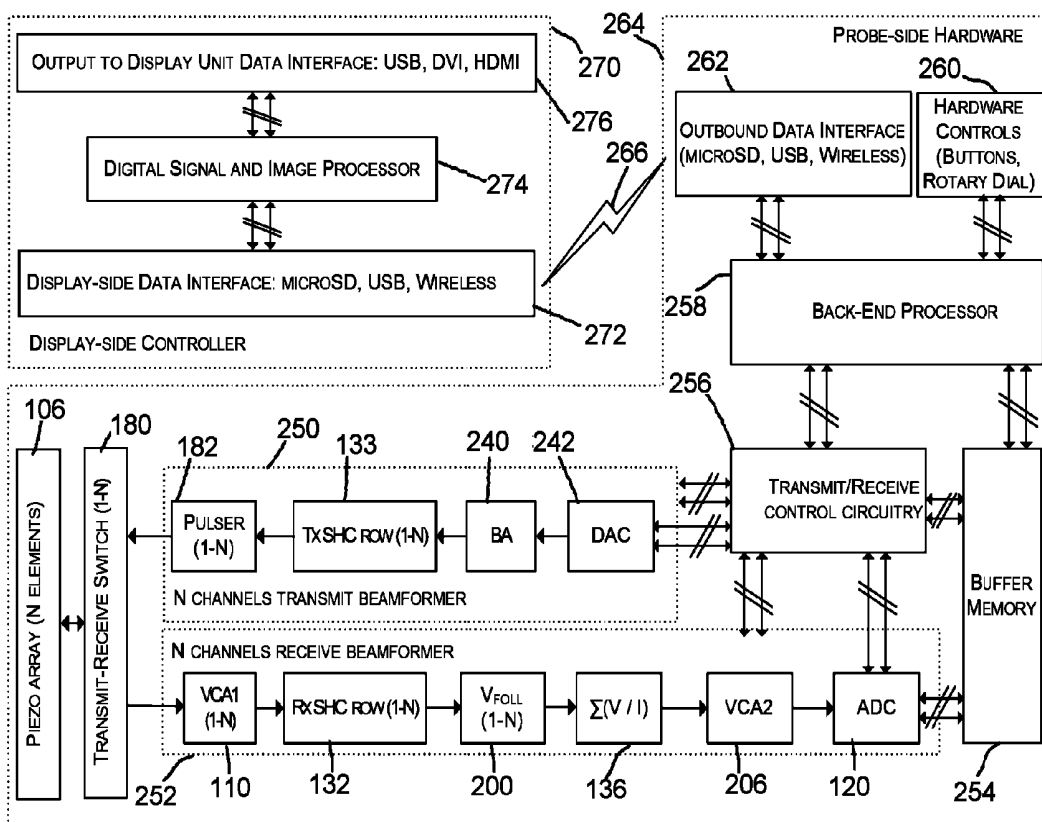 OUTPUT TO DISPLAY UNIT DATA INTERFACE: USB, DVI, HDMI
270
276
DIGITAL SIGNAL AND IMAGE PROCESSOR
274
DISPLAY-SIDE DATA INTERFACE: MICROSD, USB, WIRELESS
272
DISPLAY-SIDE CONTROLLER
266
264
PROBE-SIDE HARDWARE
262
260
OUTBOUND DATA INTERFACE
(MICROSD, USB, WIRELESS)
HARDWARE
CONTROLS
(BUTTONS,
ROTARY DIAL)
258
BACK-END PROCESSOR
256
TRANSMIT/RECEIVE
CONTROL CIRCUITRY
BUFFER
MEMORY
254
106
PIEZO ARRAY (N ELEMENTS)
180
TRANSMIT-RECEIVE SWITCH (1-N)
182
133
250
240
242
PULSER
(1-N)
TXSHC ROW (1-N)
BA
DAC
N CHANNELS TRANSMIT BEAMFORMER
N CHANNELS RECEIVE BEAMFORMER
VCA1
(1-N)
RXSHC ROW (1-N)
VFOLL
(1-N)
∑(V / I)
VCA2
ADC
252
110
132
200
136
206
120